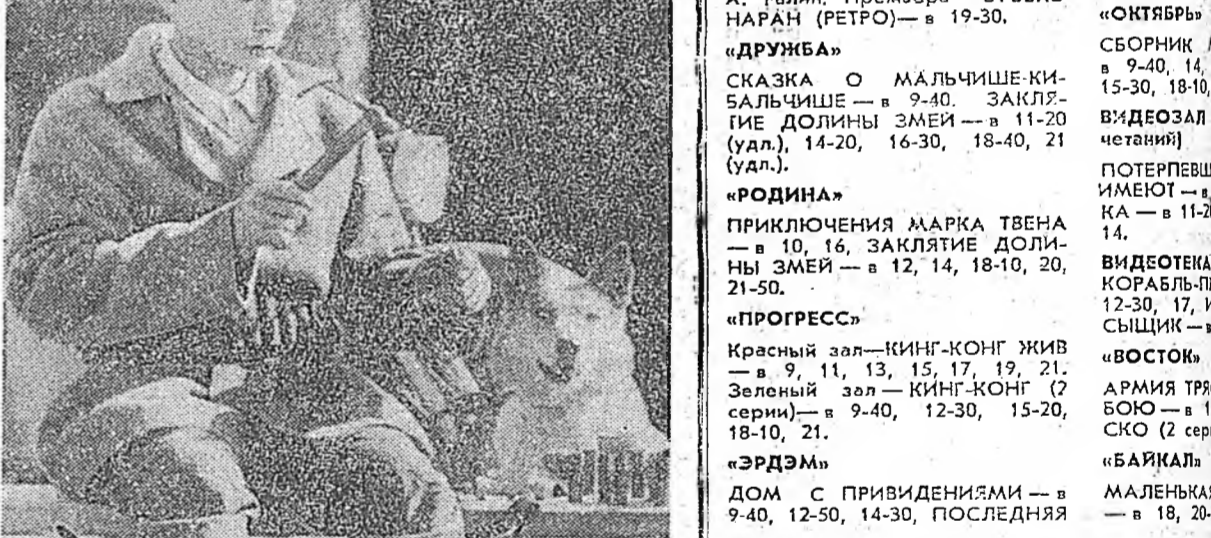 А. Галин. Премьера
НАРАН (РЕТРО)— в 19-30.
«ДРУЖБА»
СКАЗКА О МАЛЬЧИШЕ-КИ-
БАЛЬЧИШЕ — в 9-40. ЗАКЛЯ-
ТИЕ ДОЛИНЫ ЗМЕЙ — в 11-20
(удл.), 14-20, 16-30, 18-40, 21
(удл.).
«РОДИНА»
ПРИКЛЮЧЕНИЯ МАРКА ТВЕНА
— в 10, 16, ЗАКЛЯТИЕ ДОЛИ-
НЫ ЗМЕЙ — в 12, 14, 18-10, 20,
21-50.
«ПРОГРЕСС»
Красный зал—КИНГ-КОНГ ЖИВ
— в 9, 11, 13, 15, 17, 19, 21.
Зеленый зал — КИНГ-КОНГ (2
серии)— в 9-40, 12-30, 15-20,
18-10, 21.
«ЭРДЭМ»
ДОМ С ПРИВИДЕНИЯМИ — в
9-40, 12-50, 14-30, ПОСЛЕДНЯЯ
«ОКТЯБРЬ»
СБОРНИК
в 9-40, 14,
15-30, 18-10,
ВИДЕОЗАЛ
четаний)
ПОТЕРПЕВШ
ИМЕЮТ — в
КА — в 11-20
14.
ВИДЕОТЕКА
КОРАБЛЬ-П
12-30, 17, И
СЫЩИК — в
«ВОСТОК»
АРМИЯ ТРЯ
БОЮ — в 1
СКО (2 сер
«БАЙКАЛ»
МАЛЕНЬКАЯ
— в 18, 20-